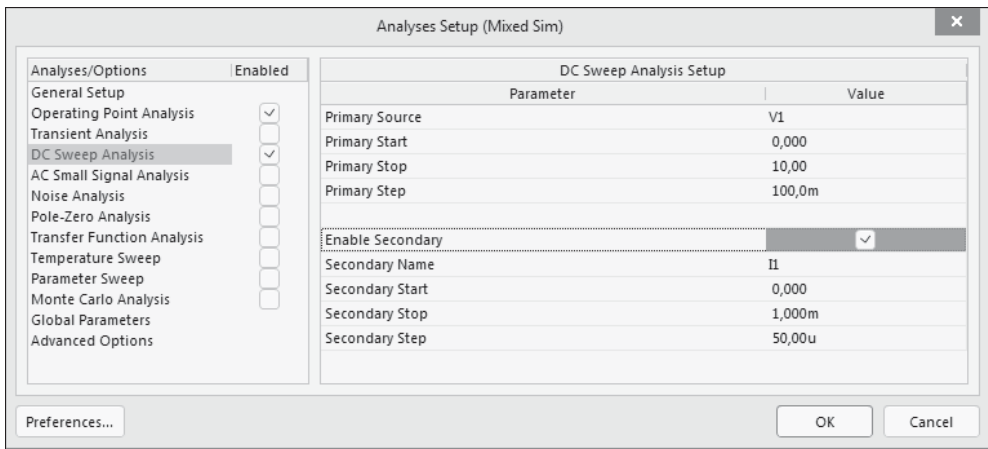 Analyses Setup (Mixed Sim)
Analyses/Options Enabled
General Setup
Operating Point Analysis
Transient Analysis
DC Sweep Analysis
AC Small Signal Analysis
Noise Analysis
Pole-Zero Analysis
Transfer Function Analysis
Temperature Sweep
Parameter Sweep
Monte Carlo Analysis
Global Parameters
Advanced Options
DC Sweep Analysis Setup
Parameter Value
Primary Source V1
Primary Start 0,000
Primary Stop 10,00
Primary Step 100,0m
Enable Secondary
Secondary Name I1
Secondary Start 0,000
Secondary Stop 1,000m
Secondary Step 50,00u
Preferences... OK Cancel